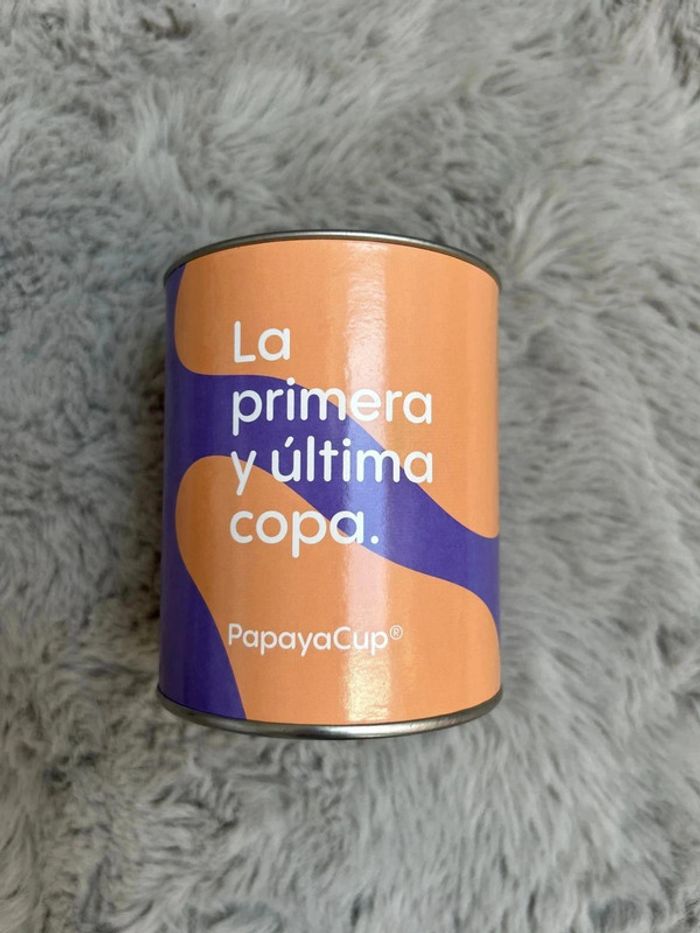 La
primera
y última
copa.
PapayaCup®